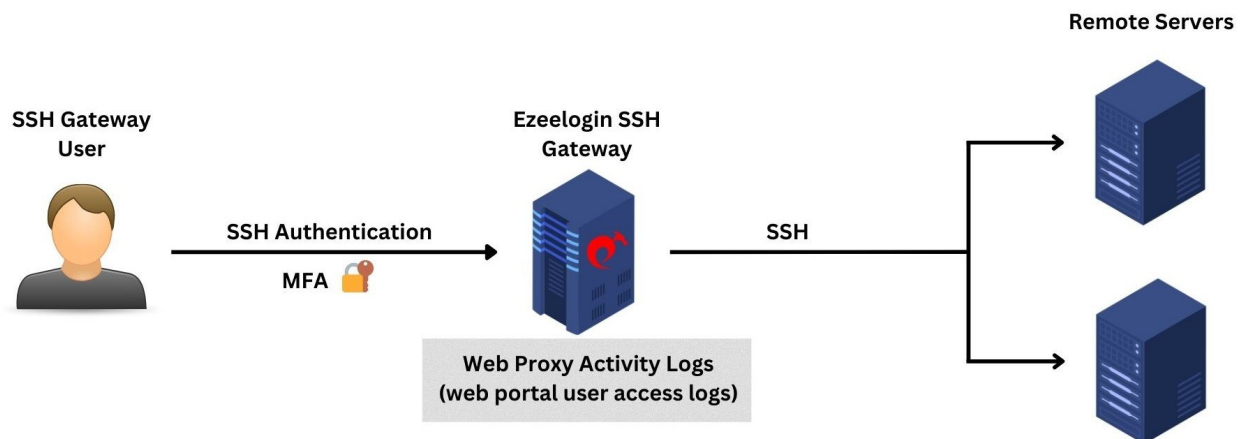 Remote Servers
SSH Gateway
User
Ezeelogin SSH
Gateway
SSH Authentication
MFA
SSH
Web Proxy Activity Logs
(web portal user access logs)